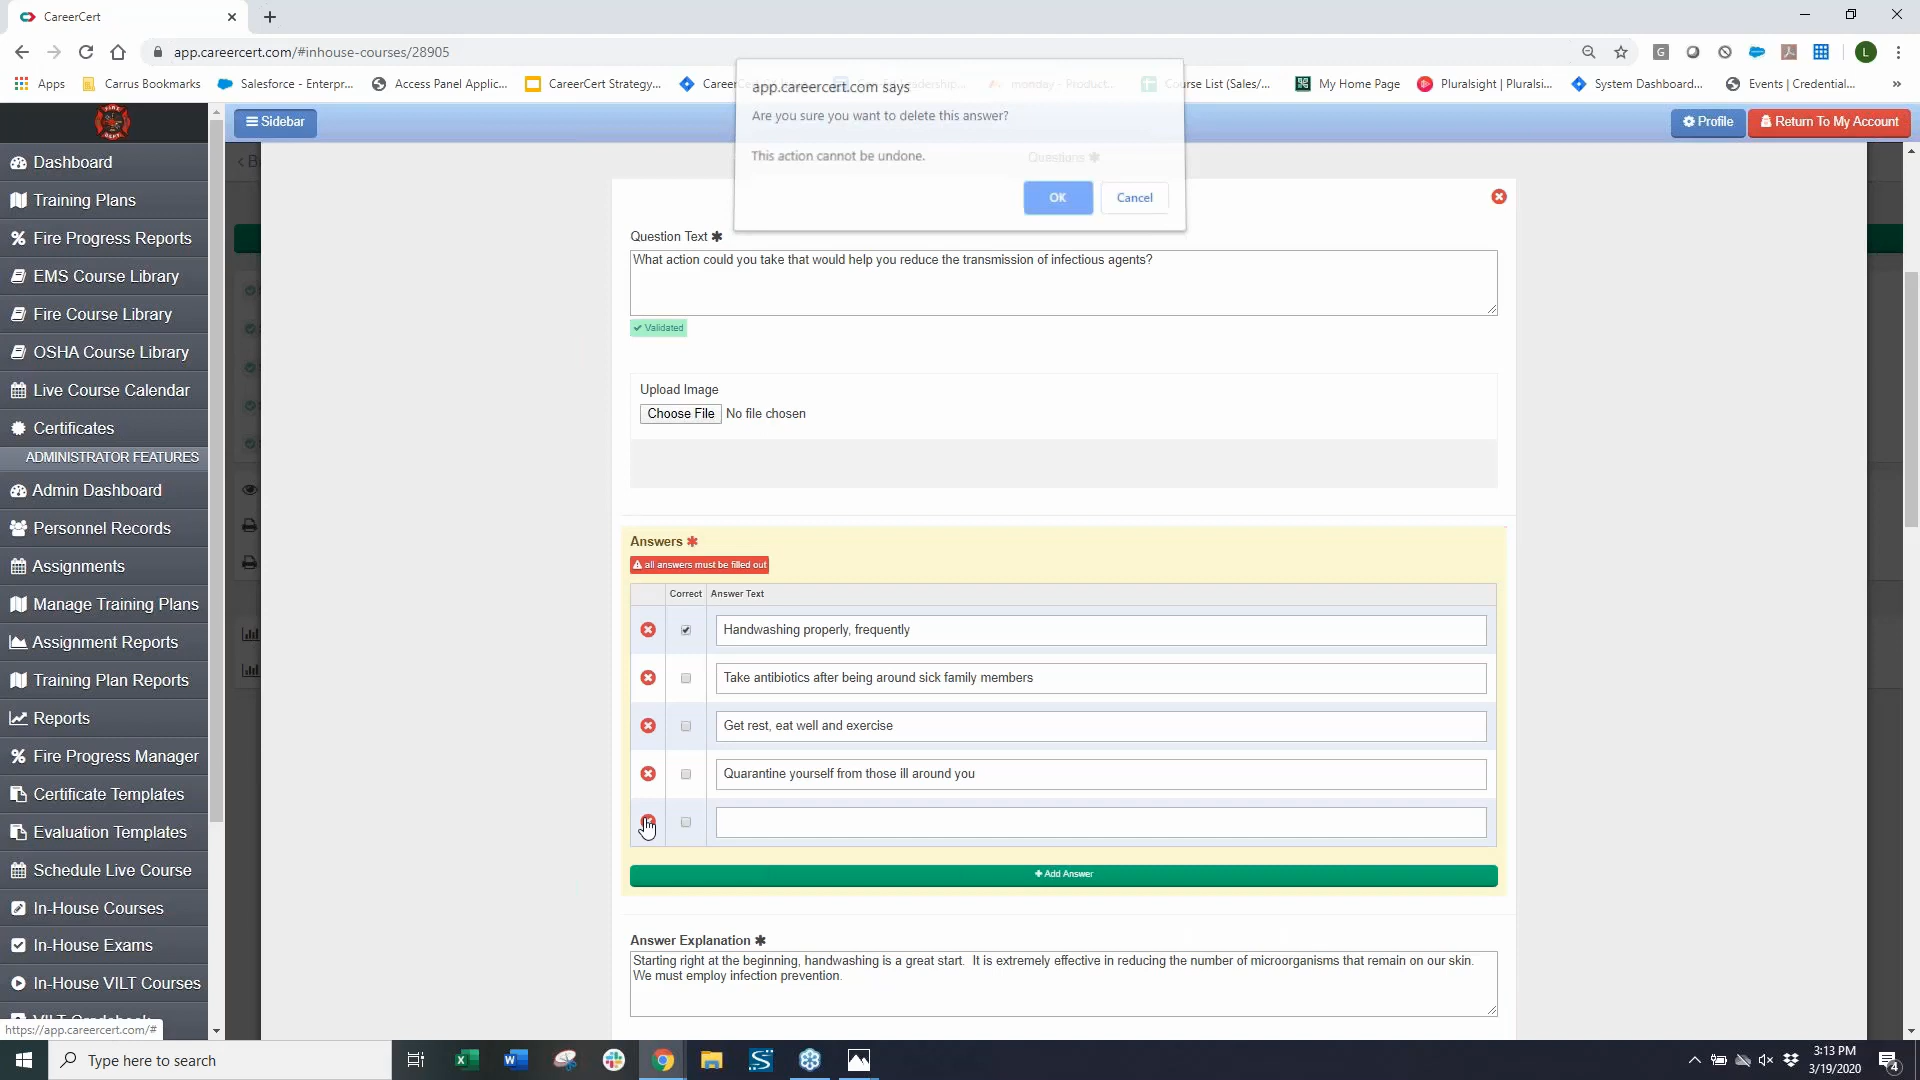 CareerCert
app.careercert.com/#inhouse-courses/28905
L
Apps
Carrus Bookmarks
Salesforce - Enterpr...
Access Panel Applic...
CareerCert Strategy...
Course List (Sales/...
My Home Page
Pluralsight | Pluralsi...
System Dashboard...
Events | Credential...
»
app.careercert.com says
Are you sure you want to delete this answer?
This action cannot be undone.
OK
Cancel
Sidebar
Profile
Return To My Account
Dashboard
Training Plans
Fire Progress Reports
EMS Course Library
Fire Course Library
OSHA Course Library
Live Course Calendar
Certificates
ADMINISTRATOR FEATURES
Admin Dashboard
Personnel Records
Assignments
Manage Training Plans
Assignment Reports
Training Plan Reports
Reports
Fire Progress Manager
Certificate Templates
Evaluation Templates
Schedule Live Course
In-House Courses
In-House Exams
In-House VILT Courses
https://app.careercert.com/#
Questions ✱
Question Text ✱
What action could you take that would help you reduce the transmission of infectious agents?
Validated
Upload Image
Choose File No file chosen
Answers ✱
all answers must be filled out
Correct Answer Text
Handwashing properly, frequently
Take antibiotics after being around sick family members
Get rest, eat well and exercise
Quarantine yourself from those ill around you
+ Add Answer
Answer Explanation ✱
Starting right at the beginning, handwashing is a great start. It is extremely effective in reducing the number of microorganisms that remain on our skin.
We must employ infection prevention.
Type here to search
3:13 PM
3/19/2020
4